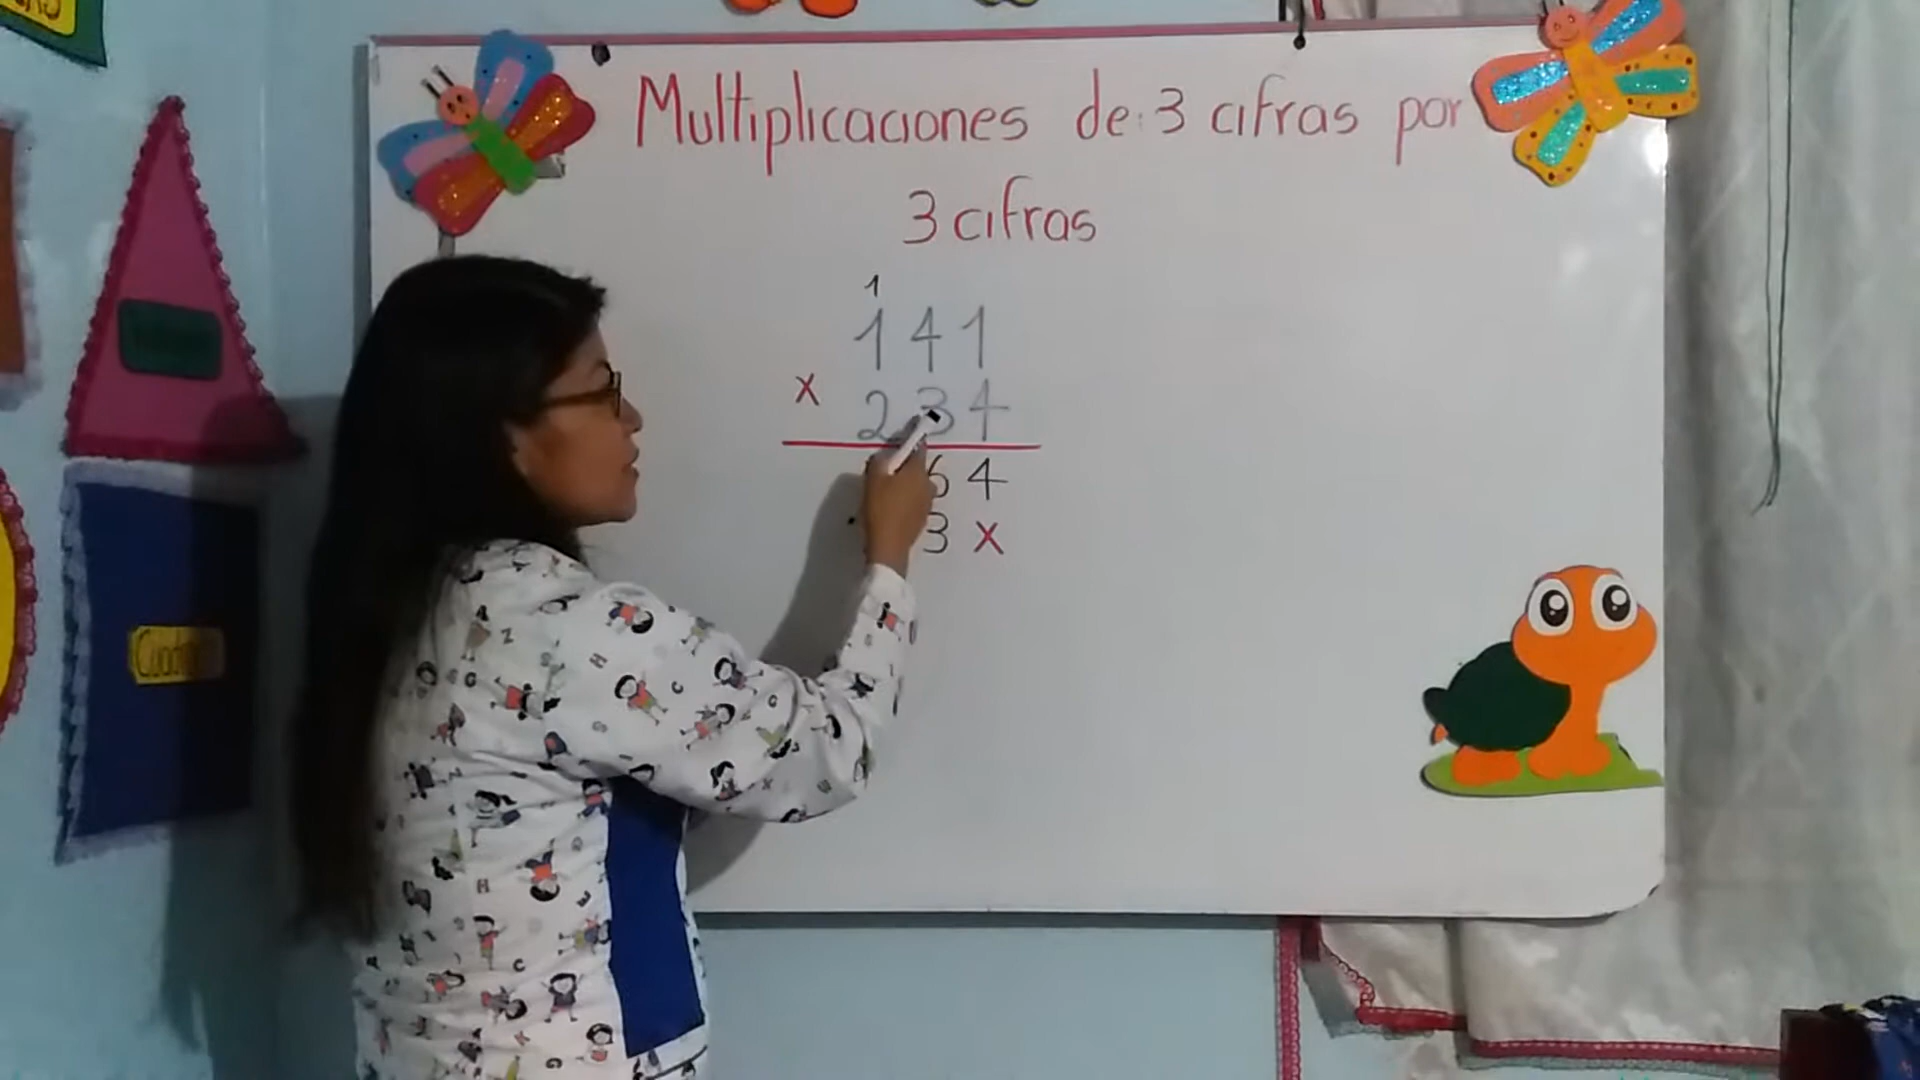 Multiplicaciones de 3 cifras por
3 cifras
1
141
x 234
64
3 x